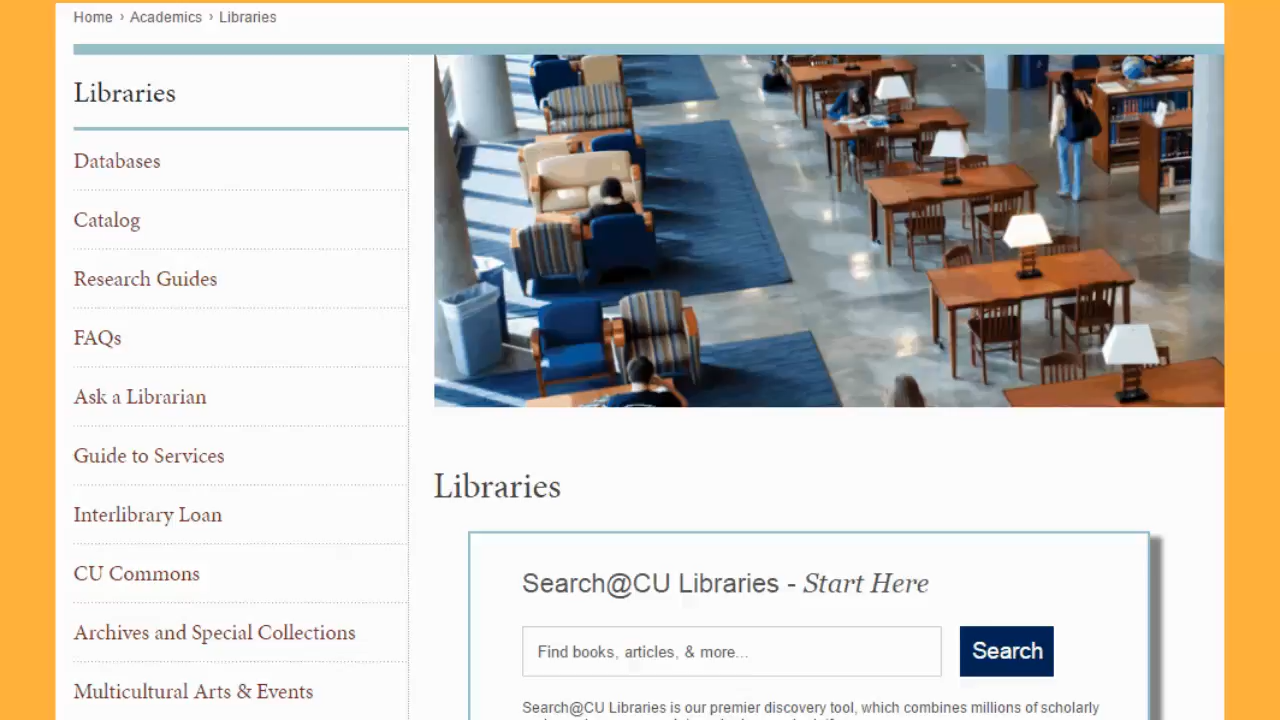 Home › Academics › Libraries
Libraries
Databases
Catalog
Research Guides
FAQs
Ask a Librarian
Guide to Services
Interlibrary Loan
CU Commons
Archives and Special Collections
Multicultural Arts & Events
Libraries
Search@CU Libraries - Start Here
Find books, articles, & more...
Search
Search@CU Libraries is our premier discovery tool, which combines millions of scholarly